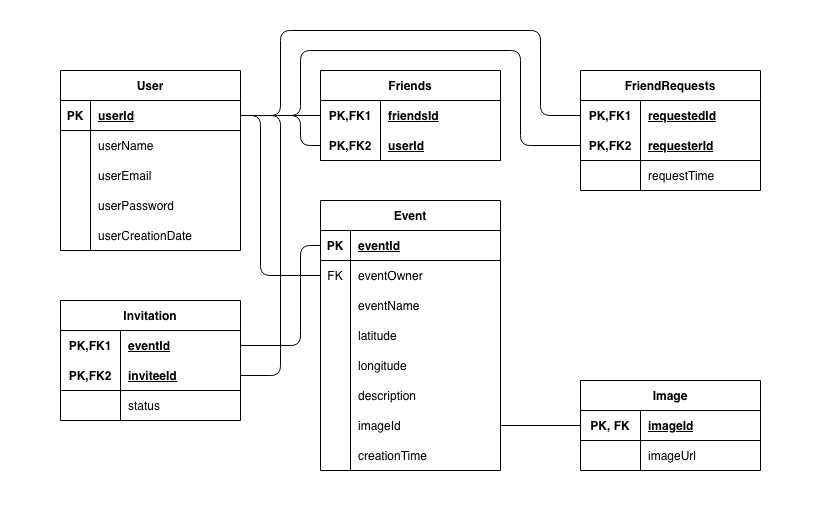 User
PK userId
userName
userEmail
userPassword
userCreationDate
Friends
PK,FK1 friendsId
PK,FK2 userId
FriendRequests
PK,FK1 requestedId
PK,FK2 requesterId
requestTime
Event
PK eventId
FK eventOwner
eventName
latitude
longitude
description
imageId
creationTime
Invitation
PK,FK1 eventId
PK,FK2 inviteeId
status
Image
PK, FK imageId
imageUrl